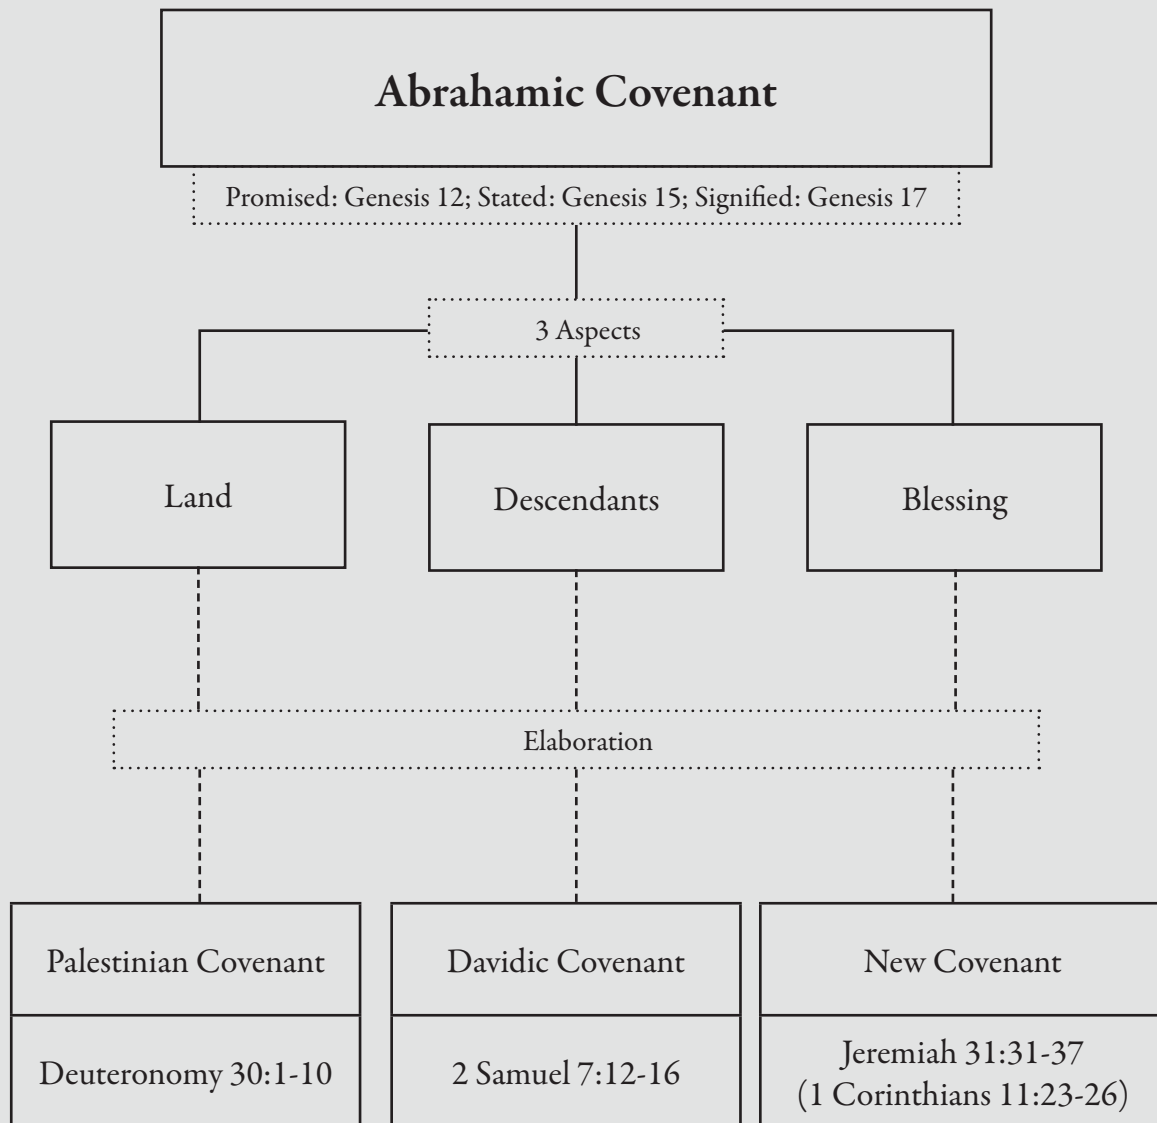 Abrahamic Covenant
Promised: Genesis 12; Stated: Genesis 15; Signified: Genesis 17
3 Aspects
Land
Descendants
Blessing
Elaboration
Palestinian Covenant
Davidic Covenant
New Covenant
Deuteronomy 30:1-10
2 Samuel 7:12-16
Jeremiah 31:31-37
(1 Corinthians 11:23-26)